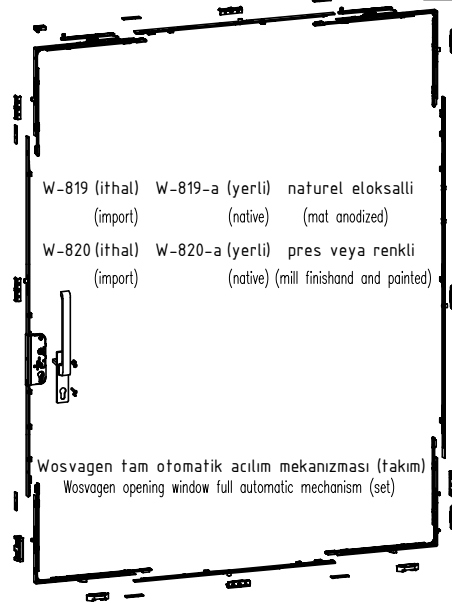 W-819 (ithal) W-819-a (yerli) naturel eloksalli
(import) (native) (mat anodized)
W-820 (ithal) W-820-a (yerli) pres veya renkli
(import) (native) (mill finishand and painted)
Wosvagen tam otomatik acılım mekanızması (takım)
Wosvagen opening window full automatic mechanism (set)